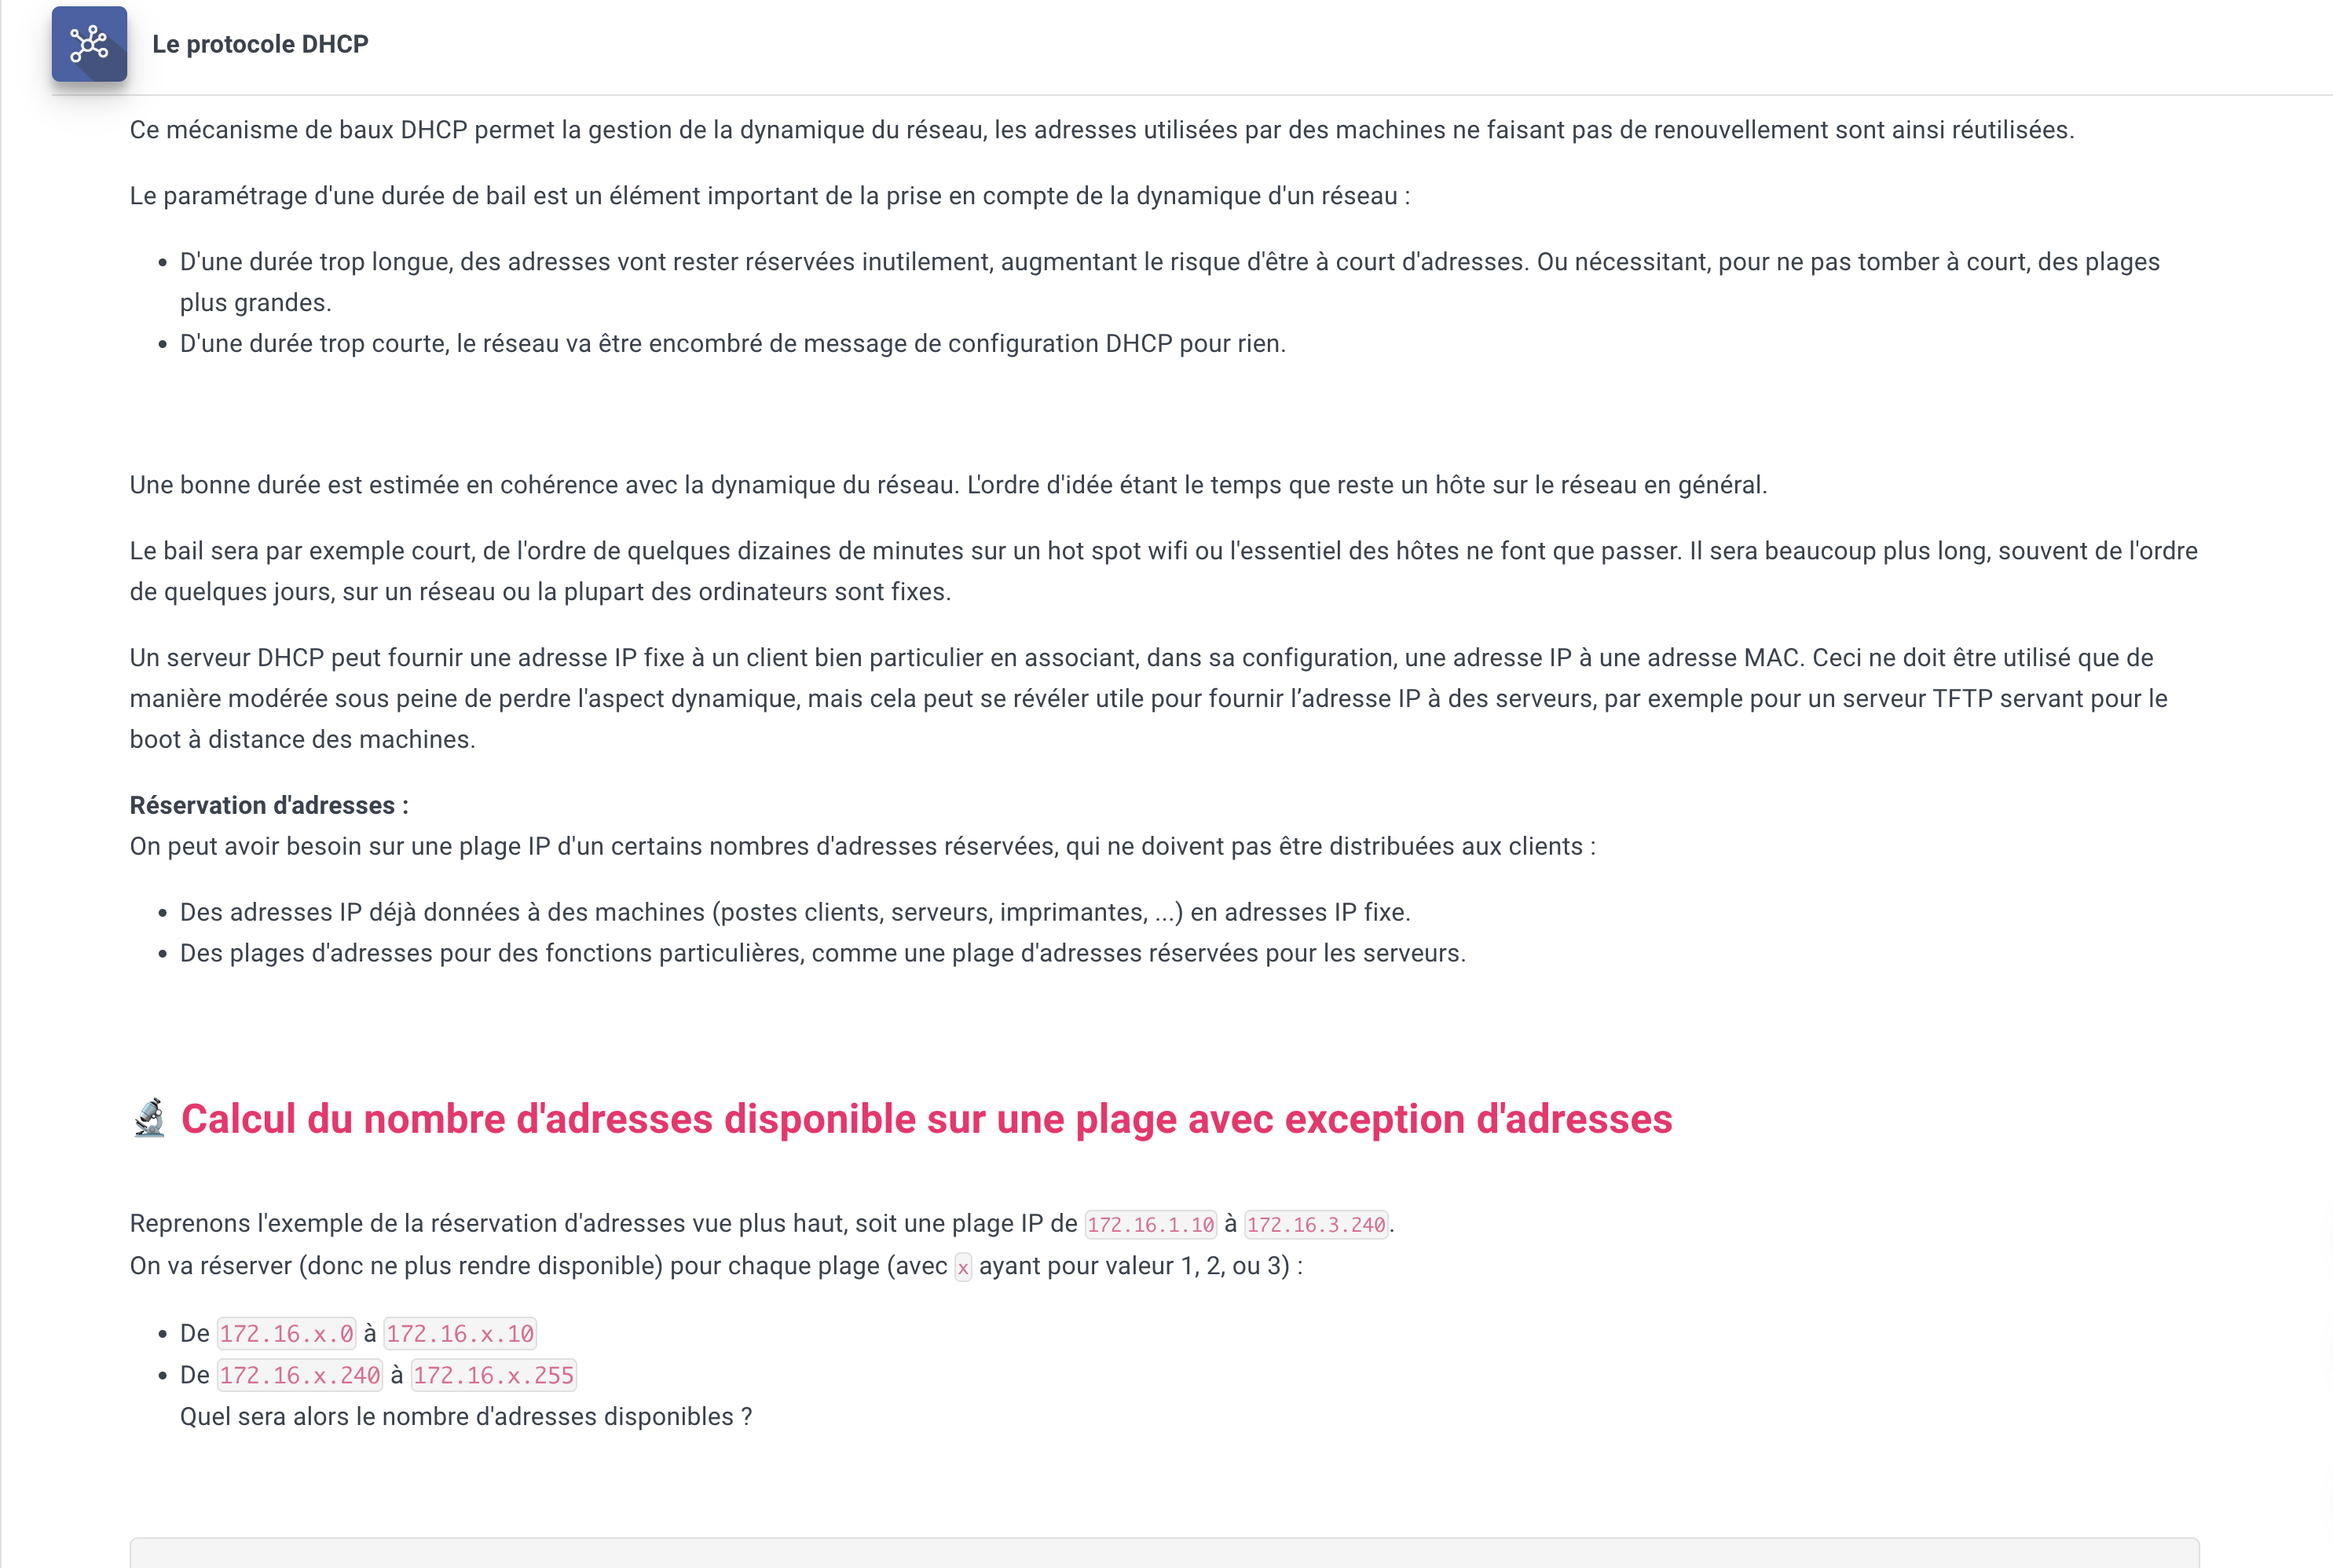 Le protocole DHCP
Ce mécanisme de baux DHCP permet la gestion de la dynamique du réseau, les adresses utilisées par des machines ne faisant pas de renouvellement sont ainsi réutilisées.
Le paramétrage d'une durée de bail est un élément important de la prise en compte de la dynamique d'un réseau :
• D'une durée trop longue, des adresses vont rester réservées inutilement, augmentant le risque d'être à court d'adresses. Ou nécessitant, pour ne pas tomber à court, des plages
plus grandes.
• D'une durée trop courte, le réseau va être encombré de message de configuration DHCP pour rien.
Une bonne durée est estimée en cohérence avec la dynamique du réseau. L'ordre d'idée étant le temps que reste un hôte sur le réseau en général.
Le bail sera par exemple court, de l'ordre de quelques dizaines de minutes sur un hot spot wifi ou l'essentiel des hôtes ne font que passer. Il sera beaucoup plus long, souvent de l'ordre
de quelques jours, sur un réseau ou la plupart des ordinateurs sont fixes.
Un serveur DHCP peut fournir une adresse IP fixe à un client bien particulier en associant, dans sa configuration, une adresse IP à une adresse MAC. Ceci ne doit être utilisé que de
manière modérée sous peine de perdre l'aspect dynamique, mais cela peut se révéler utile pour fournir l’adresse IP à des serveurs, par exemple pour un serveur TFTP servant pour le
boot à distance des machines.
Réservation d'adresses :
On peut avoir besoin sur une plage IP d'un certains nombres d'adresses réservées, qui ne doivent pas être distribuées aux clients :
• Des adresses IP déjà données à des machines (postes clients, serveurs, imprimantes, ...) en adresses IP fixe.
• Des plages d'adresses pour des fonctions particulières, comme une plage d'adresses réservées pour les serveurs.
🔬 Calcul du nombre d'adresses disponible sur une plage avec exception d'adresses
Reprenons l'exemple de la réservation d'adresses vue plus haut, soit une plage IP de 172.16.1.10 à 172.16.3.240.
On va réserver (donc ne plus rendre disponible) pour chaque plage (avec x ayant pour valeur 1, 2, ou 3) :
• De 172.16.x.0 à 172.16.x.10
• De 172.16.x.240 à 172.16.x.255
Quel sera alors le nombre d'adresses disponibles ?